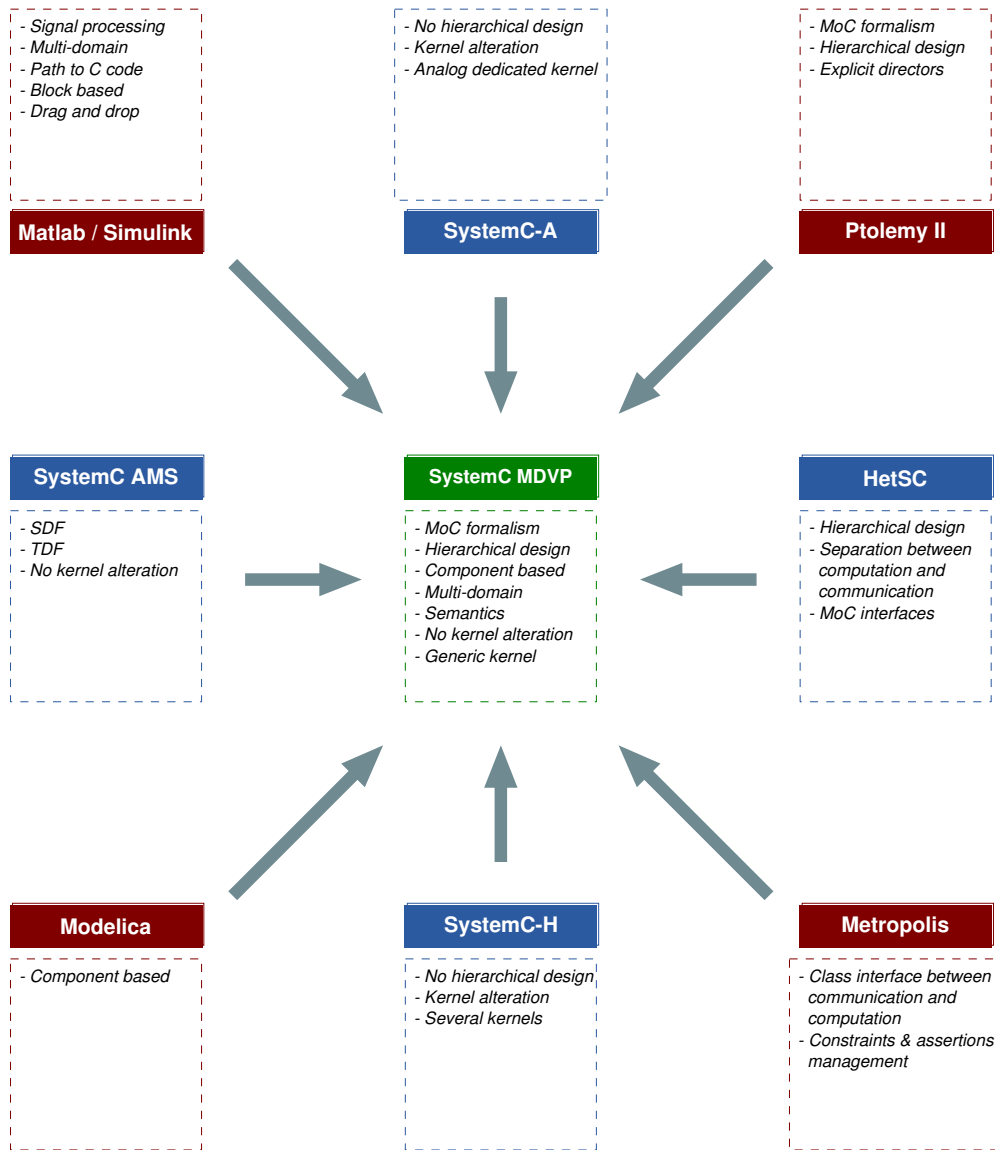 - Signal processing
- Multi-domain
- Path to C code
- Block based
- Drag and drop
Matlab / Simulink
- No hierarchical design
- Kernel alteration
- Analog dedicated kernel
SystemC-A
- MoC formalism
- Hierarchical design
- Explicit directors
Ptolemy II
SystemC AMS
- SDF
- TDF
- No kernel alteration
SystemC MDVP
- MoC formalism
- Hierarchical design
- Component based
- Multi-domain
- Semantics
- No kernel alteration
- Generic kernel
HetSC
- Hierarchical design
- Separation between
computation and
communication
- MoC interfaces
Modelica
- Component based
SystemC-H
- No hierarchical design
- Kernel alteration
- Several kernels
Metropolis
- Class interface between
communication and
computation
- Constraints & assertions
management